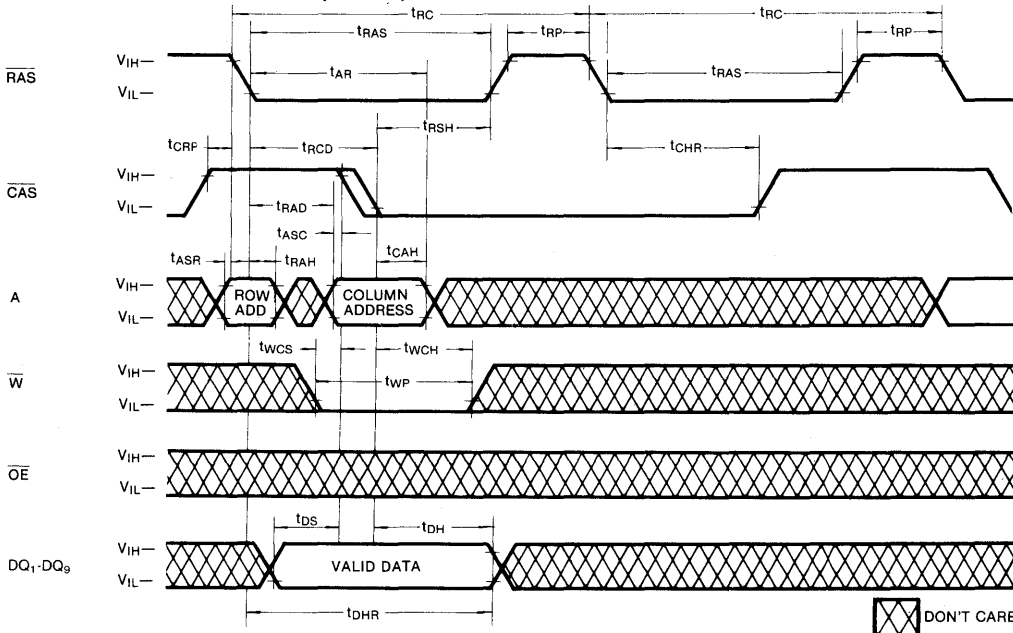 tRC tRC
tRAS tRP tRP
RAS VIH— tAR tRAS
VIL—
tRSH
tCRP tRCD tCHR
CAS VIH—
VIL— tRAD
tASC
tASR tRAH tCAH
A VIH— ROW ADD COLUMN ADDRESS
VIL—
tWCS tWCH
W VIH— tWP
VIL—
OE VIH—
VIL—
tDS tDH
DQ1-DQ9 VIH— VALID DATA
VIL—
tDHR
DON'T CARE